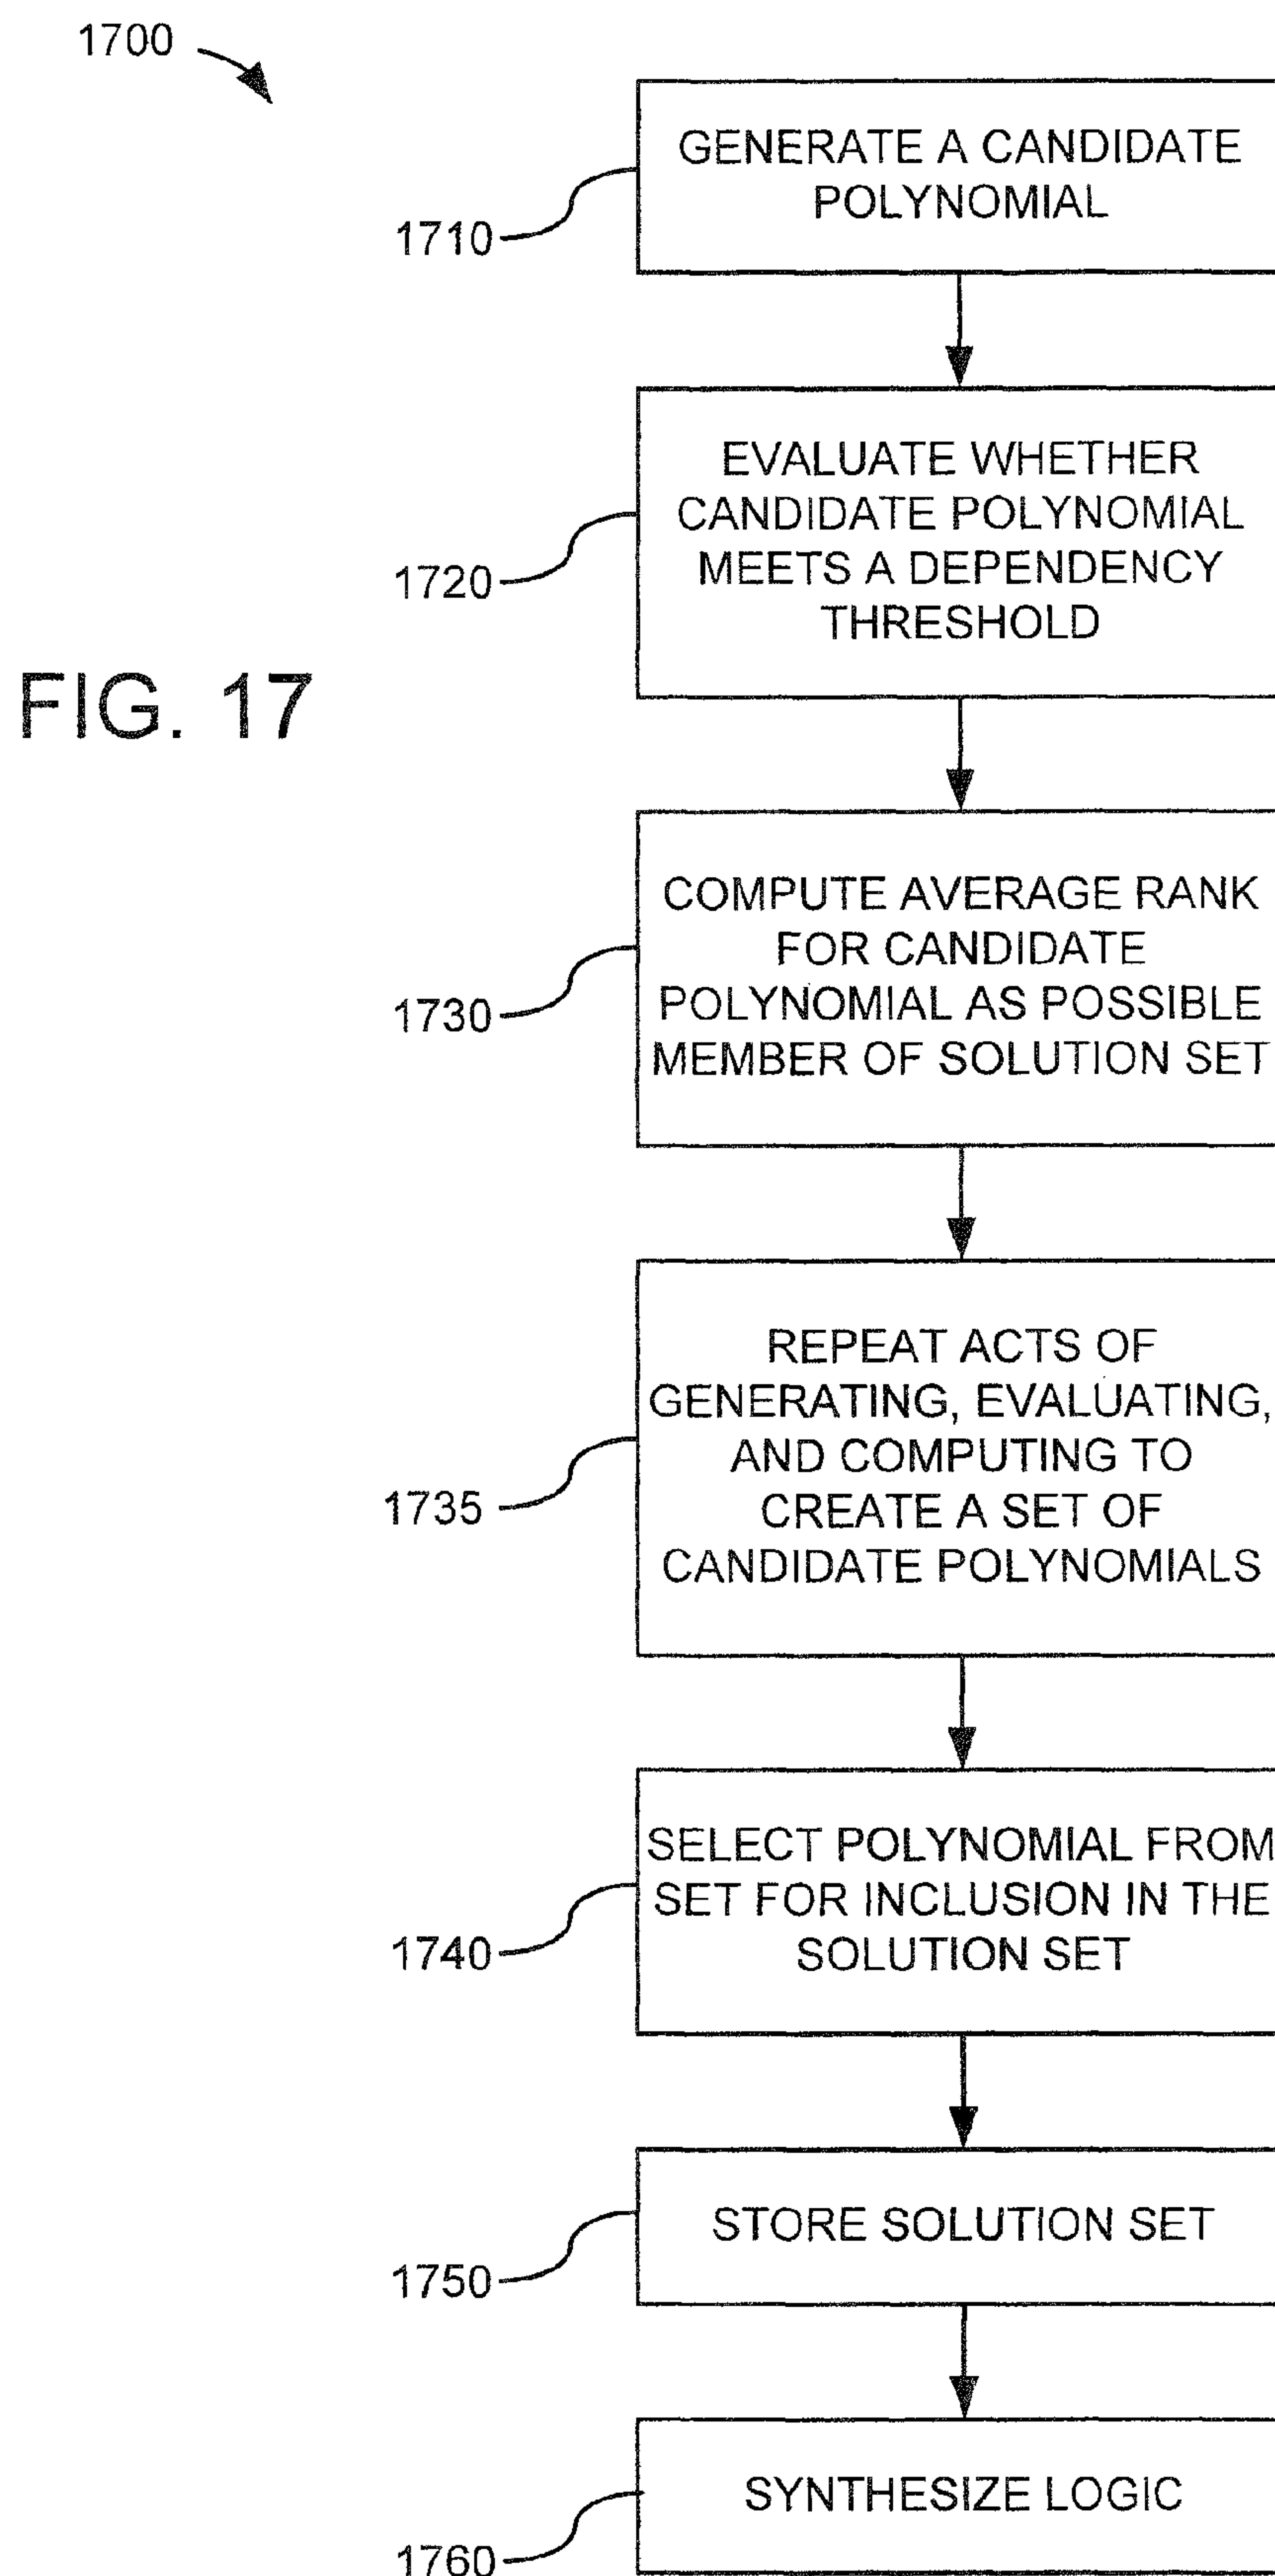 1700
GENERATE A CANDIDATE
POLYNOMIAL
1710
EVALUATE WHETHER
CANDIDATE POLYNOMIAL
MEETS A DEPENDENCY
THRESHOLD
1720
FIG. 17
COMPUTE AVERAGE RANK
FOR CANDIDATE
POLYNOMIAL AS POSSIBLE
MEMBER OF SOLUTION SET
1730
REPEAT ACTS OF
GENERATING, EVALUATING,
AND COMPUTING TO
CREATE A SET OF
CANDIDATE POLYNOMIALS
1735
SELECT POLYNOMIAL FROM
SET FOR INCLUSION IN THE
SOLUTION SET
1740
STORE SOLUTION SET
1750
SYNTHESIZE LOGIC
1760